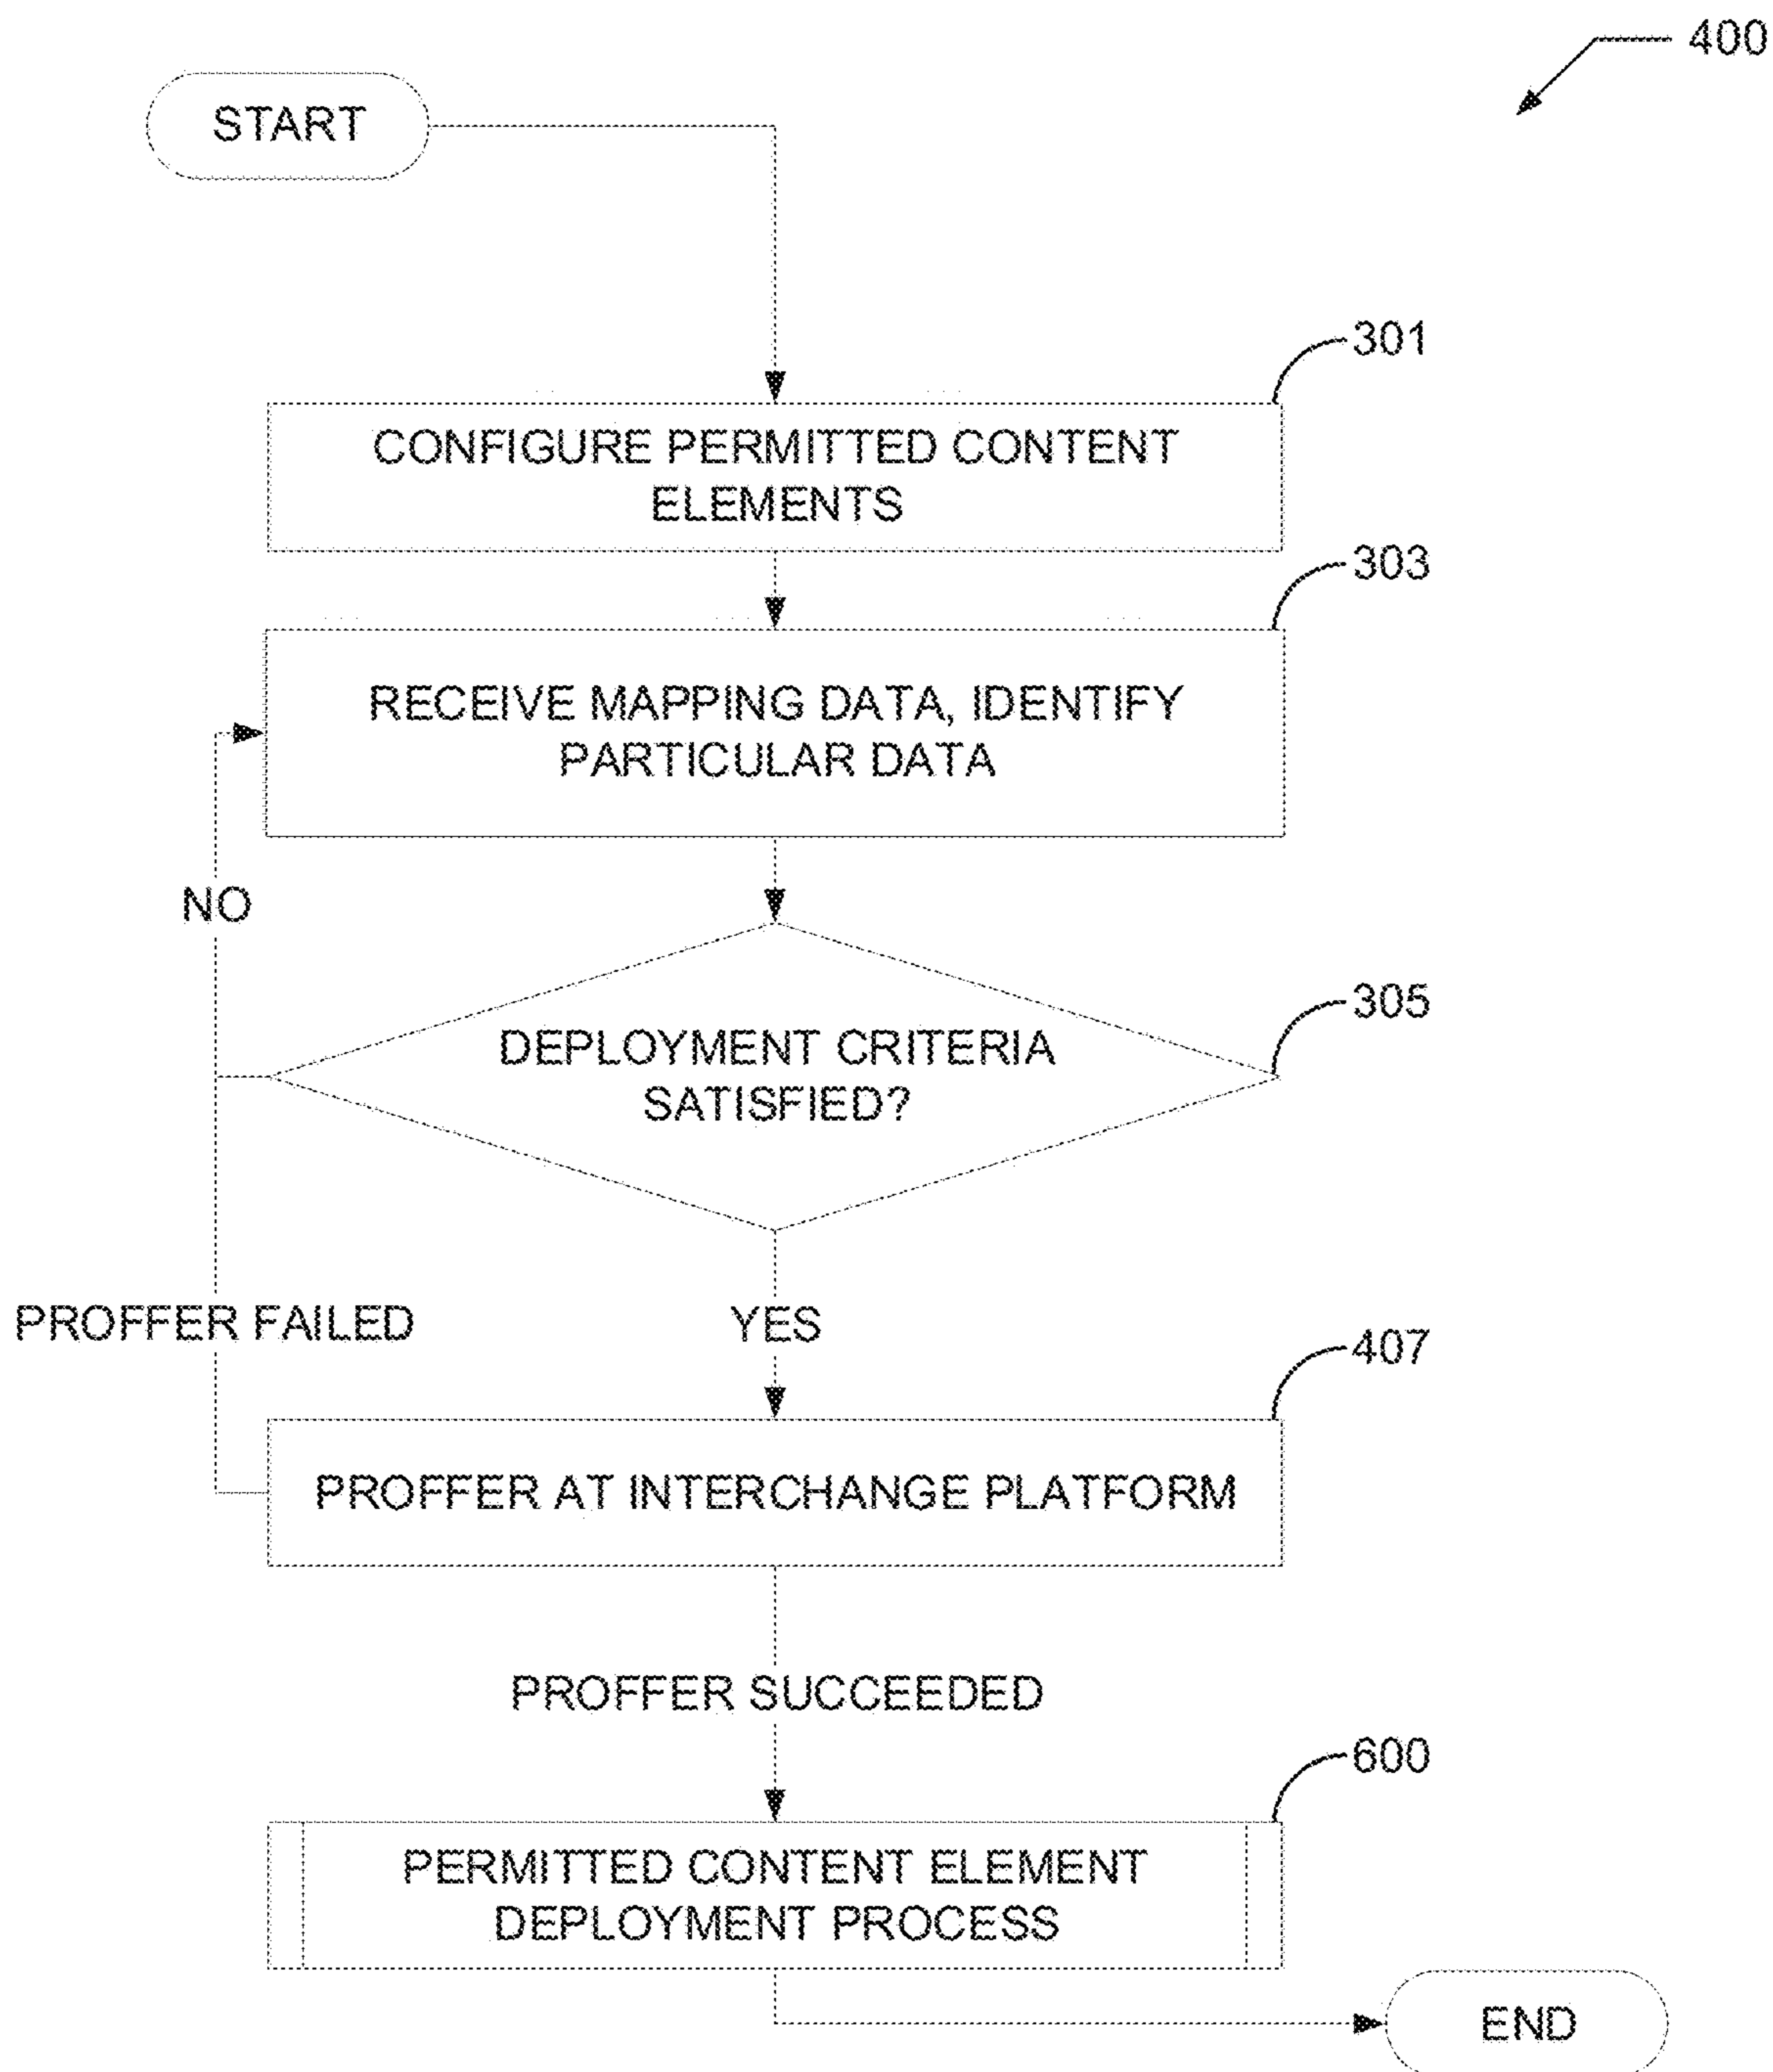 400
START
301
CONFIGURE PERMITTED CONTENT
ELEMENTS
303
RECEIVE MAPPING DATA, IDENTIFY
PARTICULAR DATA
NO
305
DEPLOYMENT CRITERIA
SATISFIED?
PROFFER FAILED
YES
407
PROFFER AT INTERCHANGE PLATFORM
PROFFER SUCCEEDED
600
PERMITTED CONTENT ELEMENT
DEPLOYMENT PROCESS
END